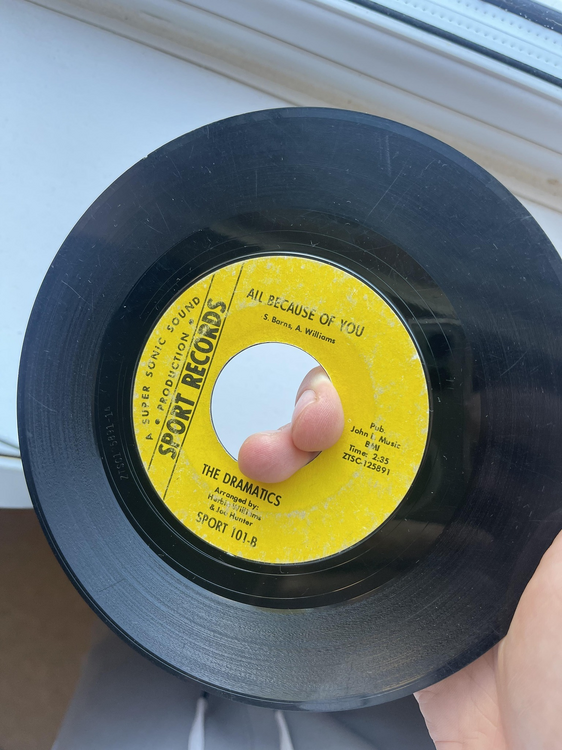 A SUPER SONIC SOUND
• PRODUCTION •
SPORT RECORDS
ALL BECAUSE OF YOU
S. Barns, A. Williams
Pub.
John L. Music
BMI
Time: 2:35
ZTSC-125891
THE DRAMATICS
Arranged by:
Herbie Williams
& Joe Hunter
SPORT 101-B